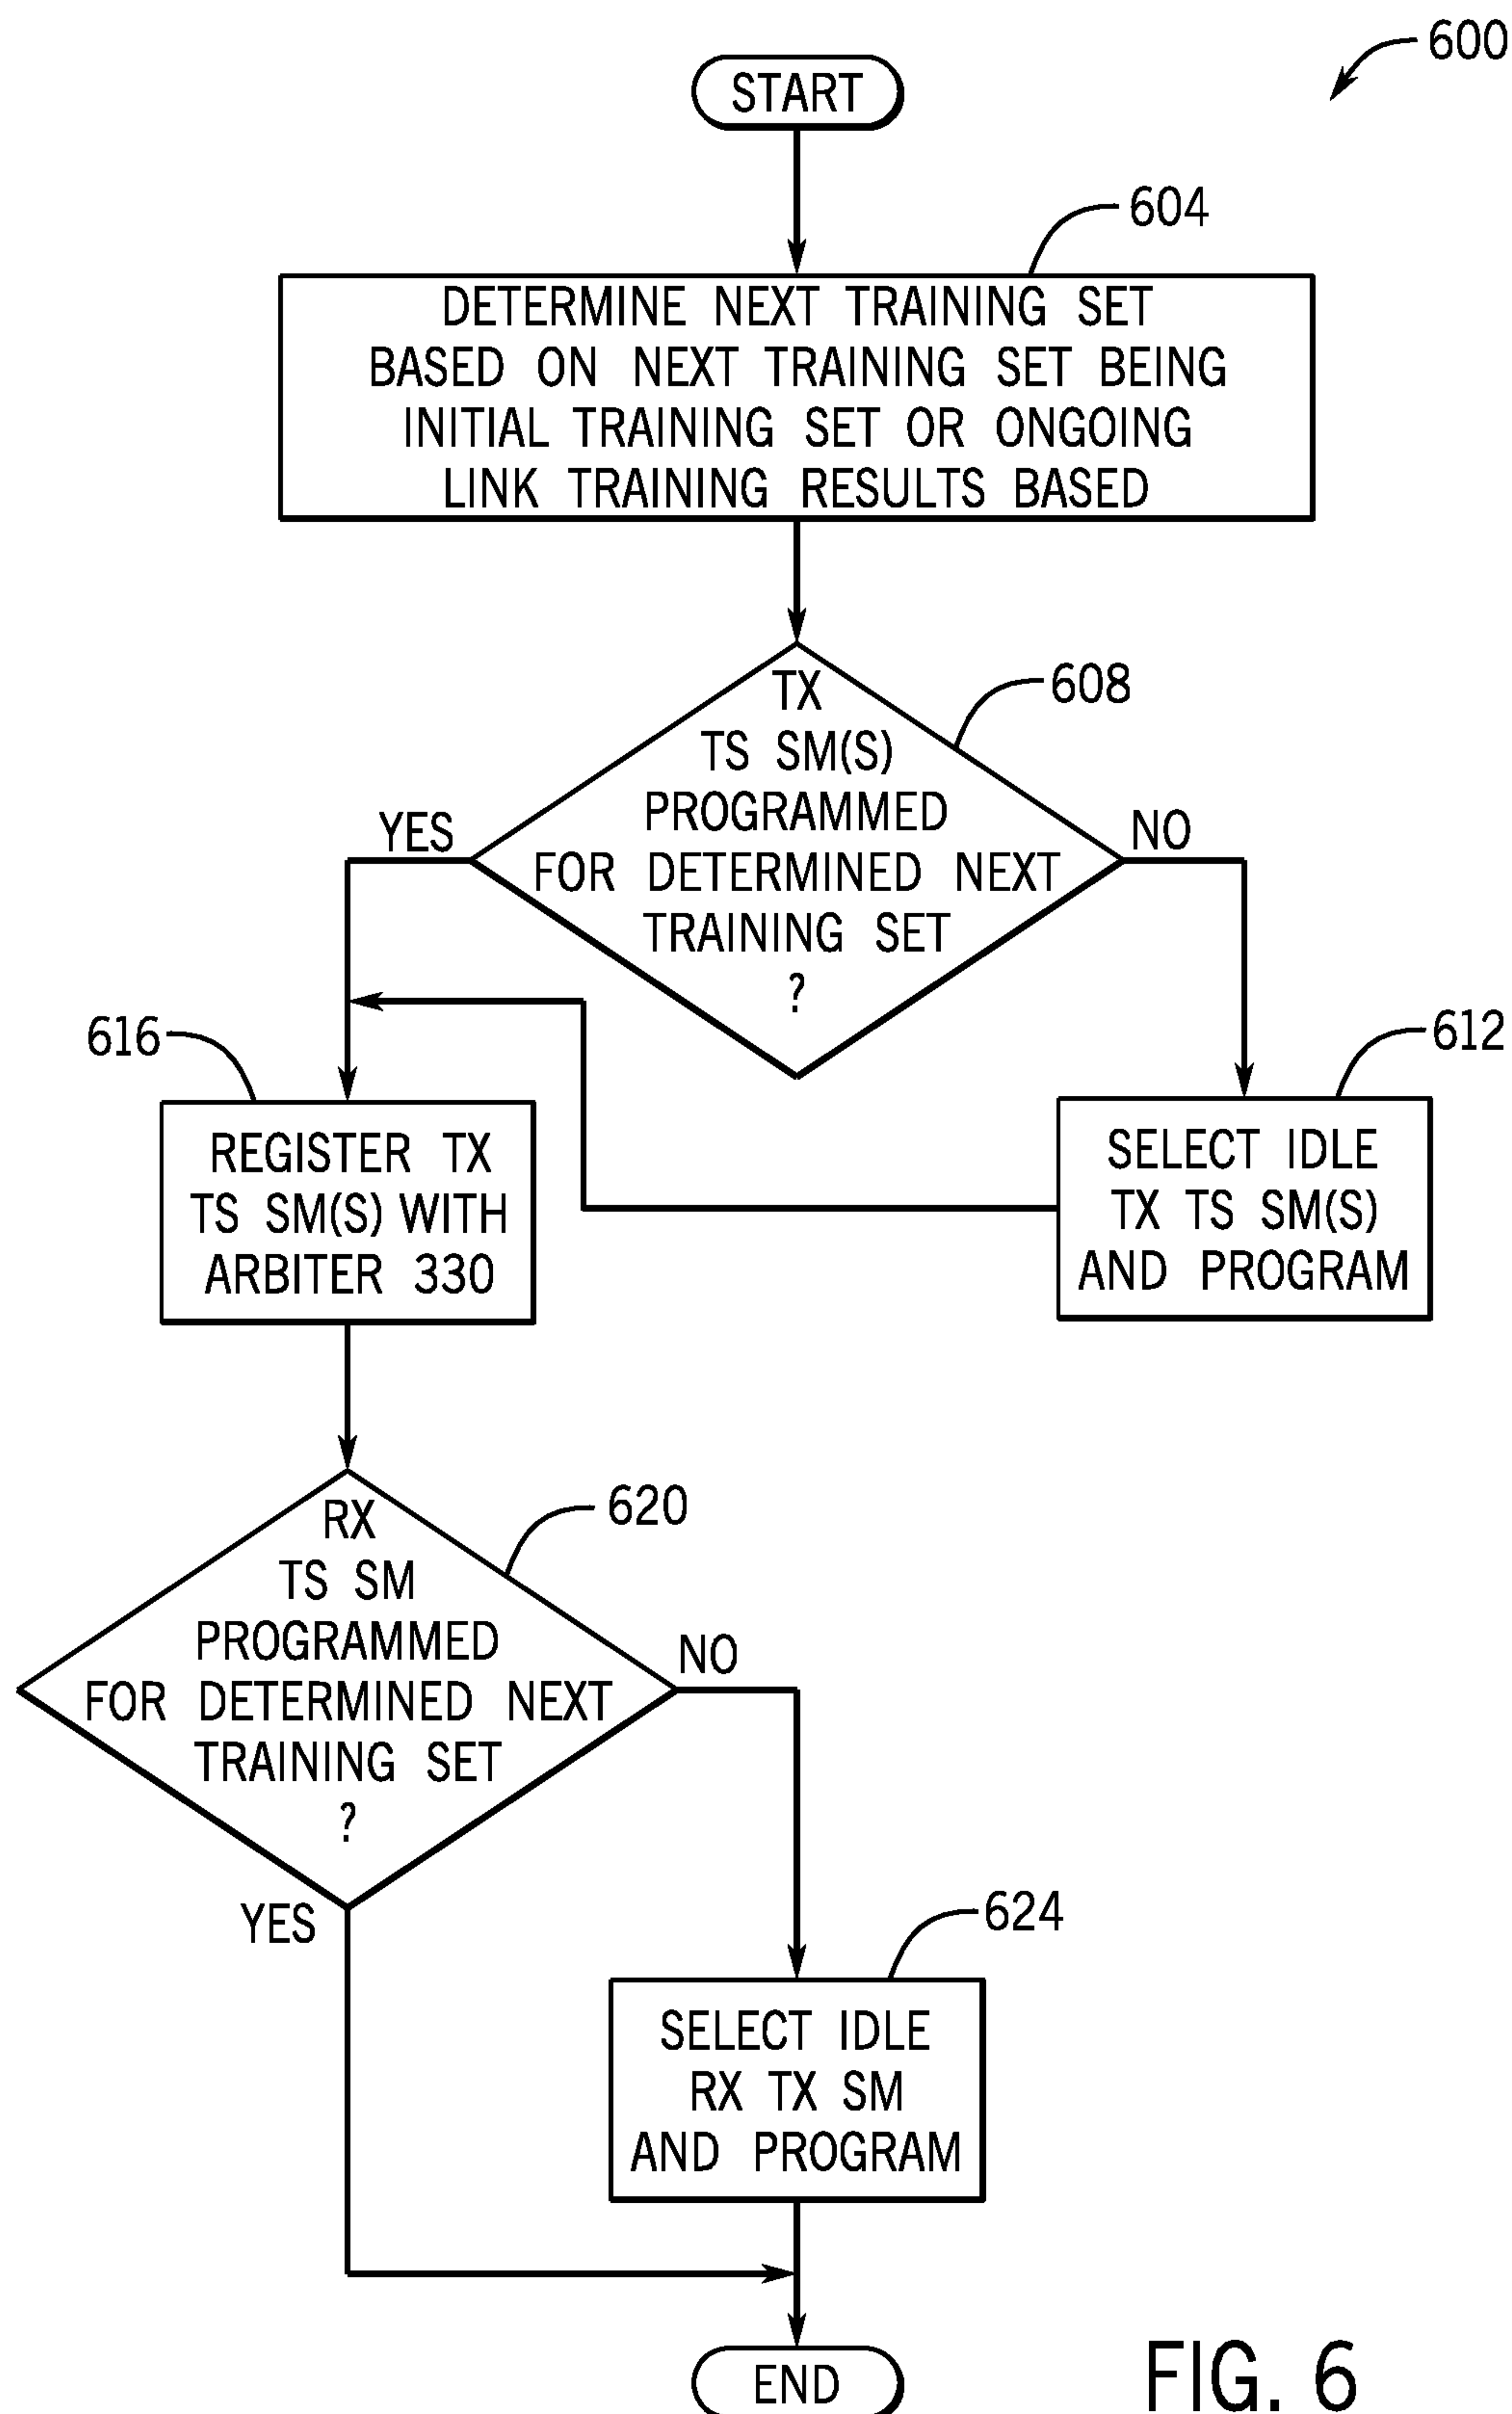 600
START
604
DETERMINE NEXT TRAINING SET
BASED ON NEXT TRAINING SET BEING
INITIAL TRAINING SET OR ONGOING
LINK TRAINING RESULTS BASED
608
TX
TS SM(S)
PROGRAMMED
FOR DETERMINED NEXT
TRAINING SET
?
YES
NO
616
REGISTER TX
TS SM(S) WITH
ARBITER 330
612
SELECT IDLE
TX TS SM(S)
AND PROGRAM
620
RX
TS SM
PROGRAMMED
FOR DETERMINED NEXT
TRAINING SET
?
NO
YES
624
SELECT IDLE
RX TX SM
AND PROGRAM
END
FIG. 6